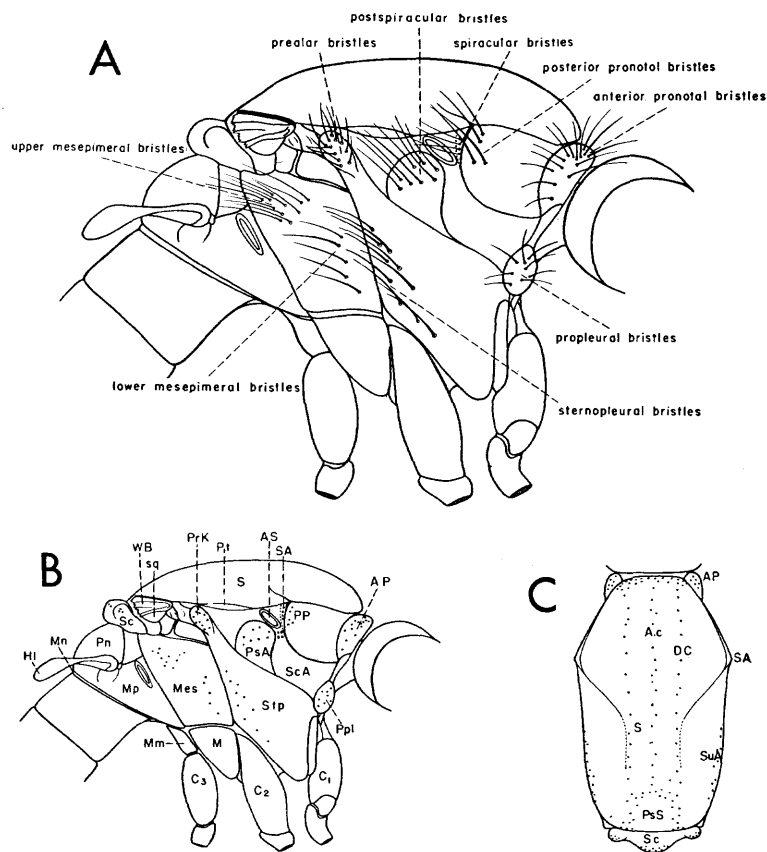 postspiracular bristles
A
prealar bristles
spiracular bristles
posterior pronotol bristles
anterior pronotal bristles
upper mesepimeral bristles
propleural bristles
lower mesepimeral bristles
sternopleural bristles
B
WB
sq
PrK
Pit
AS
SA
AP
S
Sc
PP
Pn
Mn
Hl
PsA
ScA
Mp
Mes
Stp
Ppl
Mm
M
C3
C2
C1
C
AP
Ac
DC
SA
S
SuA
PsS
Sc